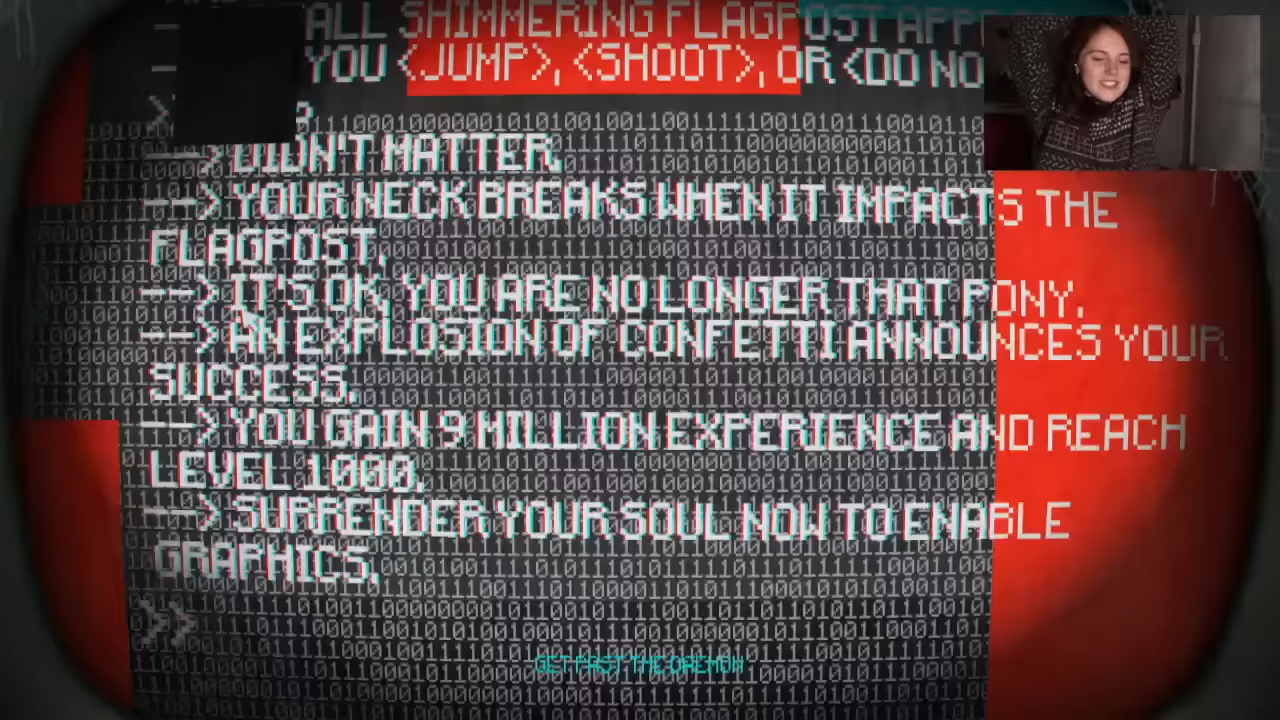 ALL SHIMMERING FLAGPOST APP
YOU <JUMP>, <SHOOT>, OR <DO NO
--> DIDN'T MATTER.
--> YOUR NECK BREAKS WHEN IT IMPACTS THE
FLAGPOST.
--> IT'S OK, YOU ARE NO LONGER THAT PONY.
--> AN EXPLOSION OF CONFETTI ANNOUNCES YOUR
SUCCESS.
--> YOU GAIN 9 MILLION EXPERIENCE AND REACH
LEVEL 1000.
--> SURRENDER YOUR SOUL NOW TO ENABLE
GRAPHICS.
>>
GET PAST THE DAEMON